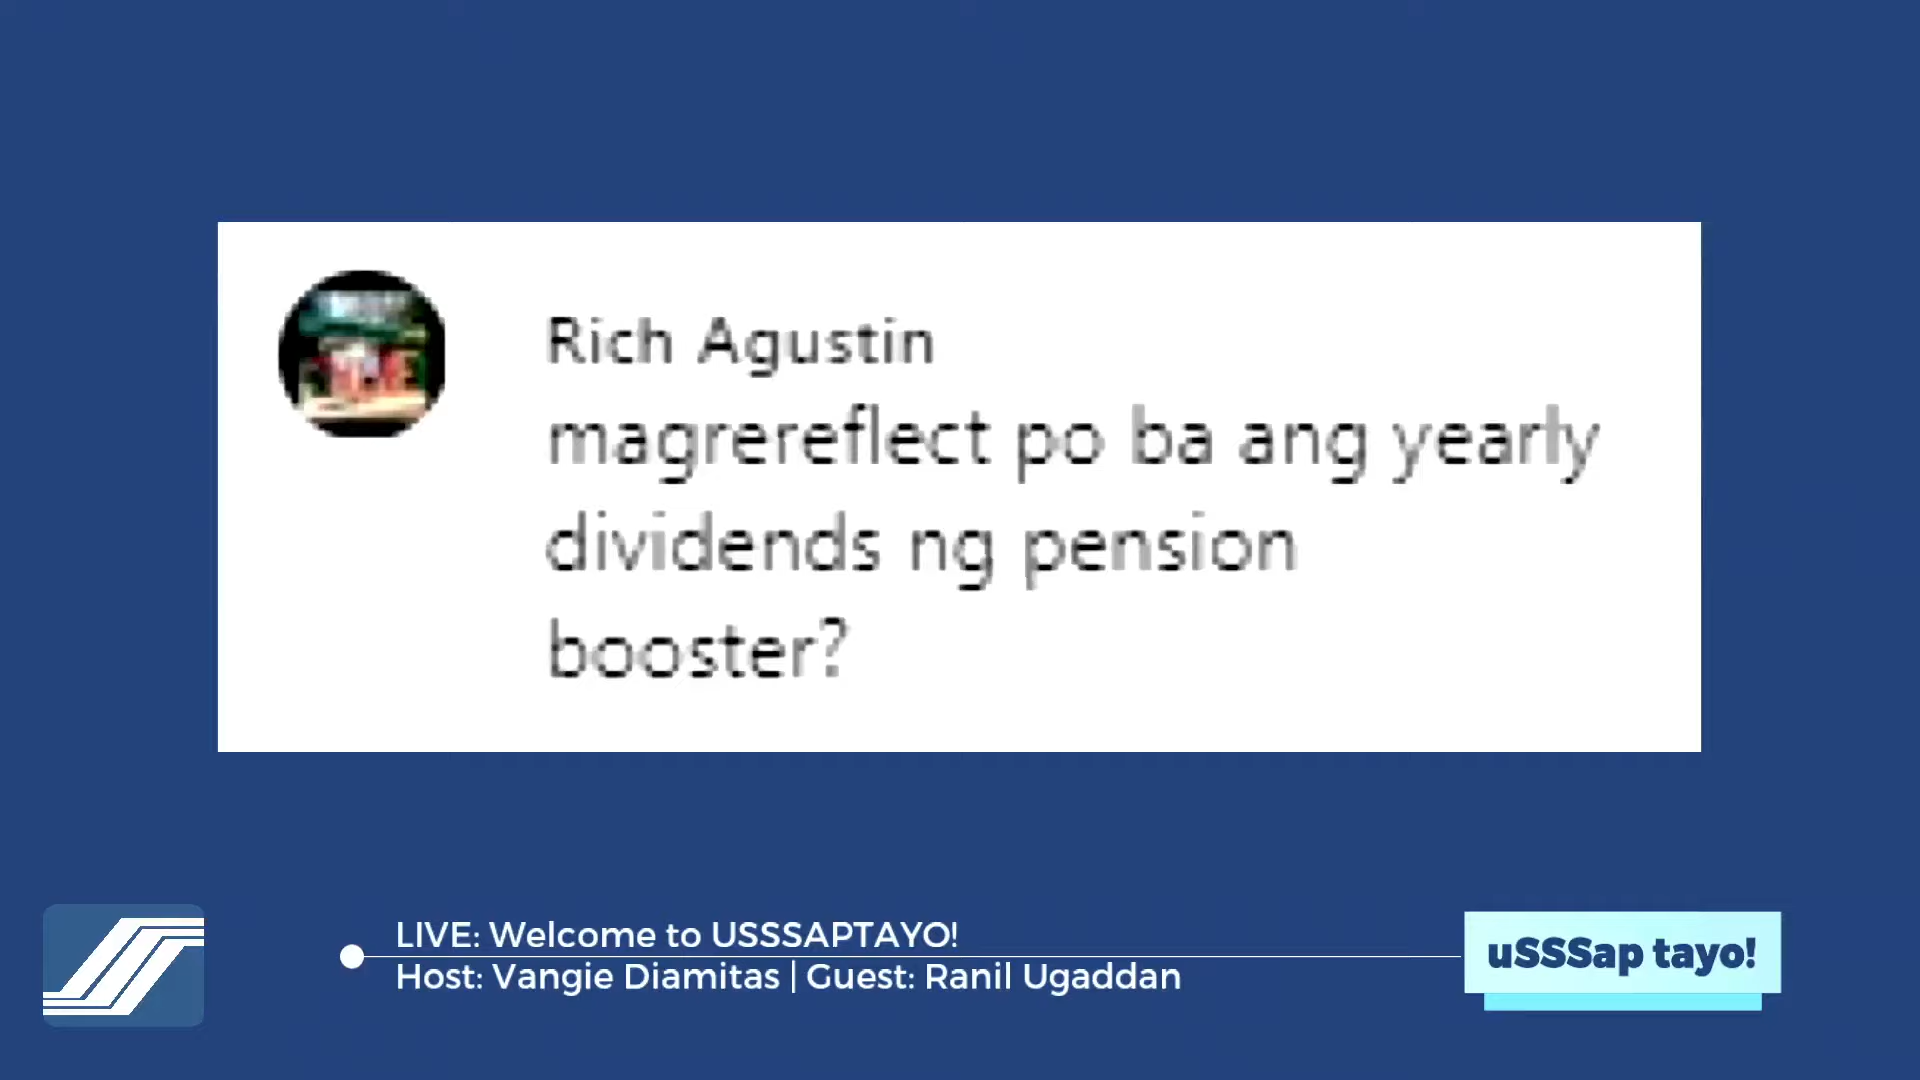 Rich Agustin
magrereflect po ba ang yearly
dividends ng pension
booster?
LIVE: Welcome to USSSAPTAYO!
Host: Vangie Diamitas | Guest: Ranil Ugaddan
uSSSap tayo!